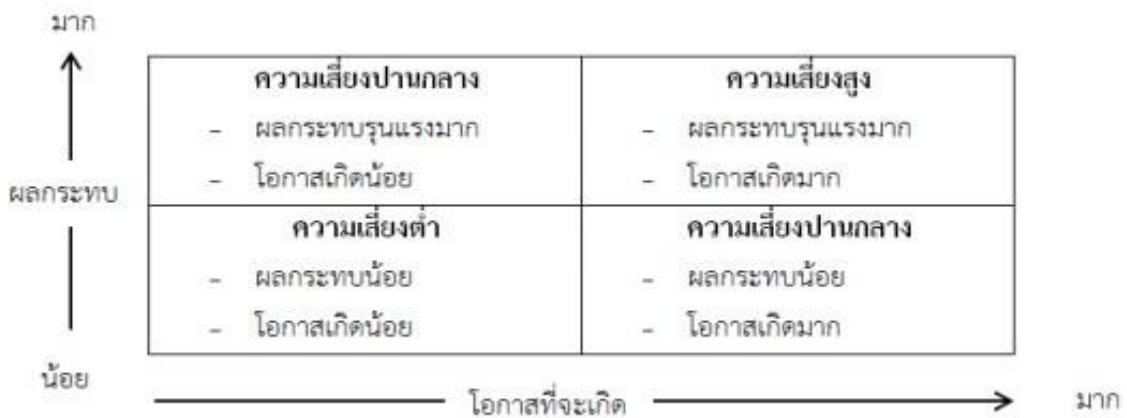 มาก
ความเสี่ยงปานกลาง
- ผลกระทบรุนแรงมาก
- โอกาสเกิดน้อย
ความเสี่ยงสูง
- ผลกระทบรุนแรงมาก
- โอกาสเกิดมาก
ผลกระทบ
ความเสี่ยงต่ำ
- ผลกระทบน้อย
- โอกาสเกิดน้อย
ความเสี่ยงปานกลาง
- ผลกระทบน้อย
- โอกาสเกิดมาก
น้อย
โอกาสที่จะเกิด
มาก